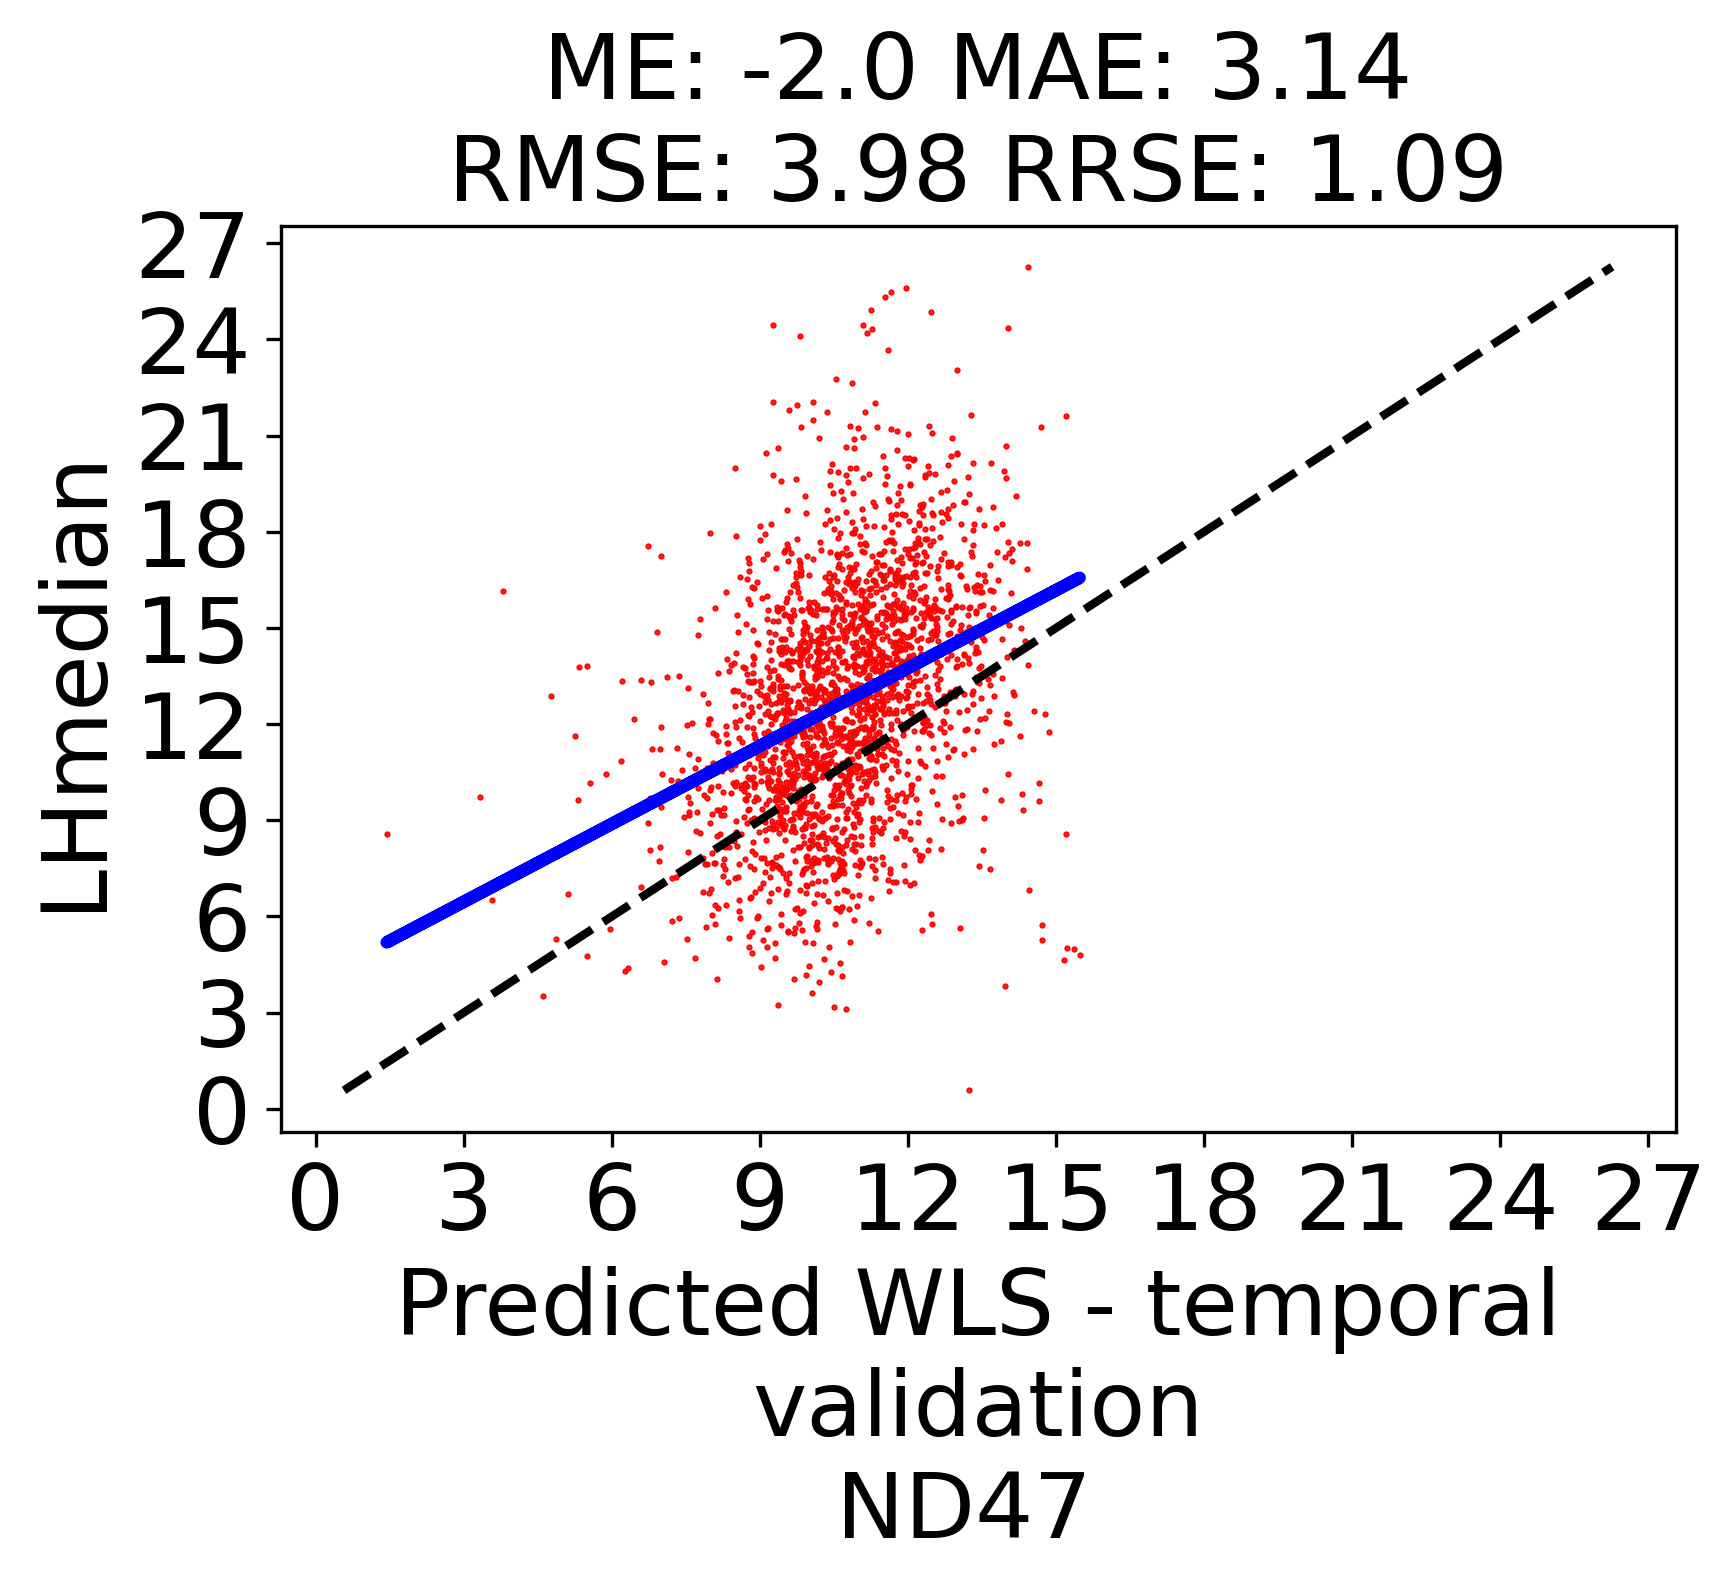 ME: -2.0 MAE: 3.14
RMSE: 3.98 RRSE: 1.09
27
24
21
18
15
12
9
6
3
0
LHmedian
0 3 6 9 12 15 18 21 24 27
Predicted WLS - temporal
validation
ND47